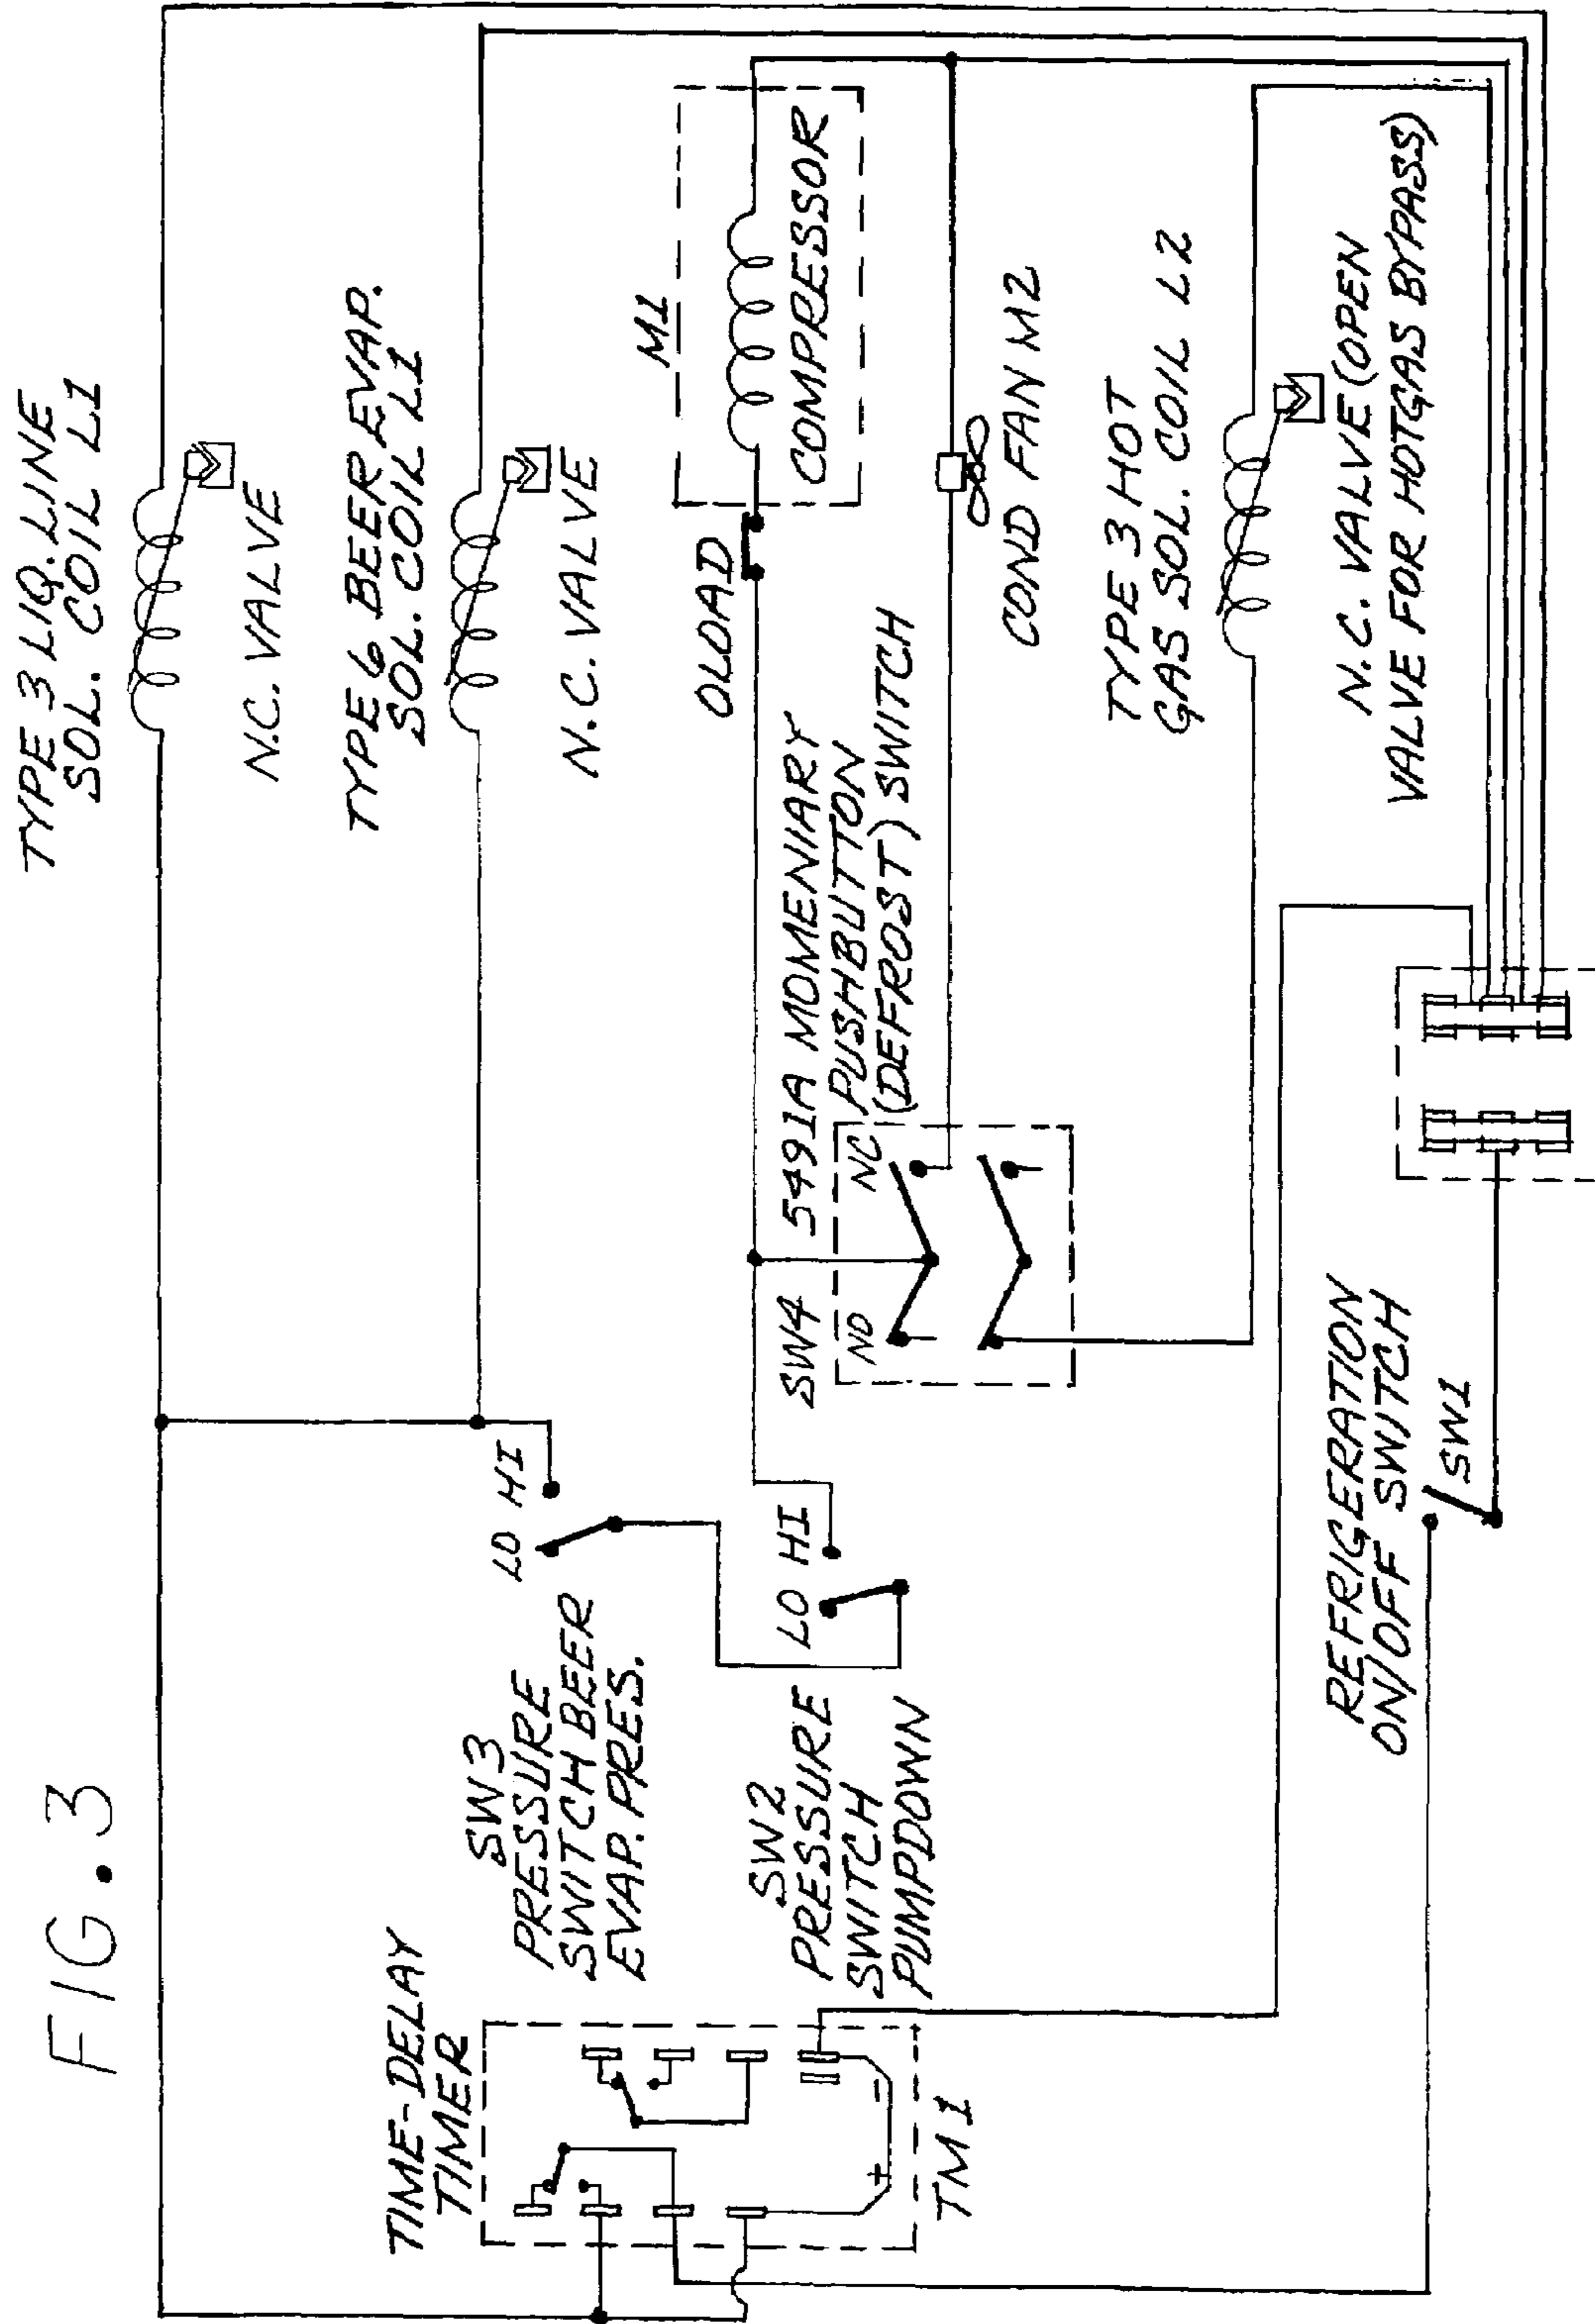 FIG. 3
TYPE 3 LIQ. LINE
SOL. COIL L1
N.C. VALVE
TYPE 6 BEER EVAP.
SOL. COIL L1
N.C. VALVE
TIME-DELAY
TIMER
TM1
+
-
SW3
PRESSURE
SWITCH BEER
EVAP. PRES.
LO HI
SW2
PRESSURE
SWITCH
PUMPDOWN
LO HI
OLOAD
M1
COMPRESSOR
SW4 5491A MOMENIARY
PUSHBUTTON
(DEFROST) SWITCH
NO NC
COND FAN M2
TYPE 3 HOT
GAS SOL. COIL L2
N.C. VALVE (OPEN
VALVE FOR HOTGAS BYPASS)
REFRIGERATION
ON/OFF SWITCH
SW1